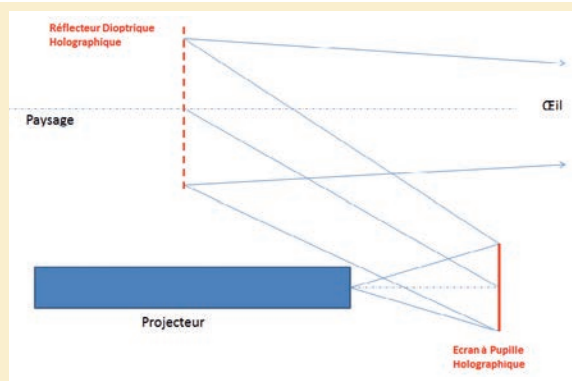 Réflecteur Dioptrique
Holographique
Paysage
Œil
Projecteur
Ecran à Pupille
Holographique